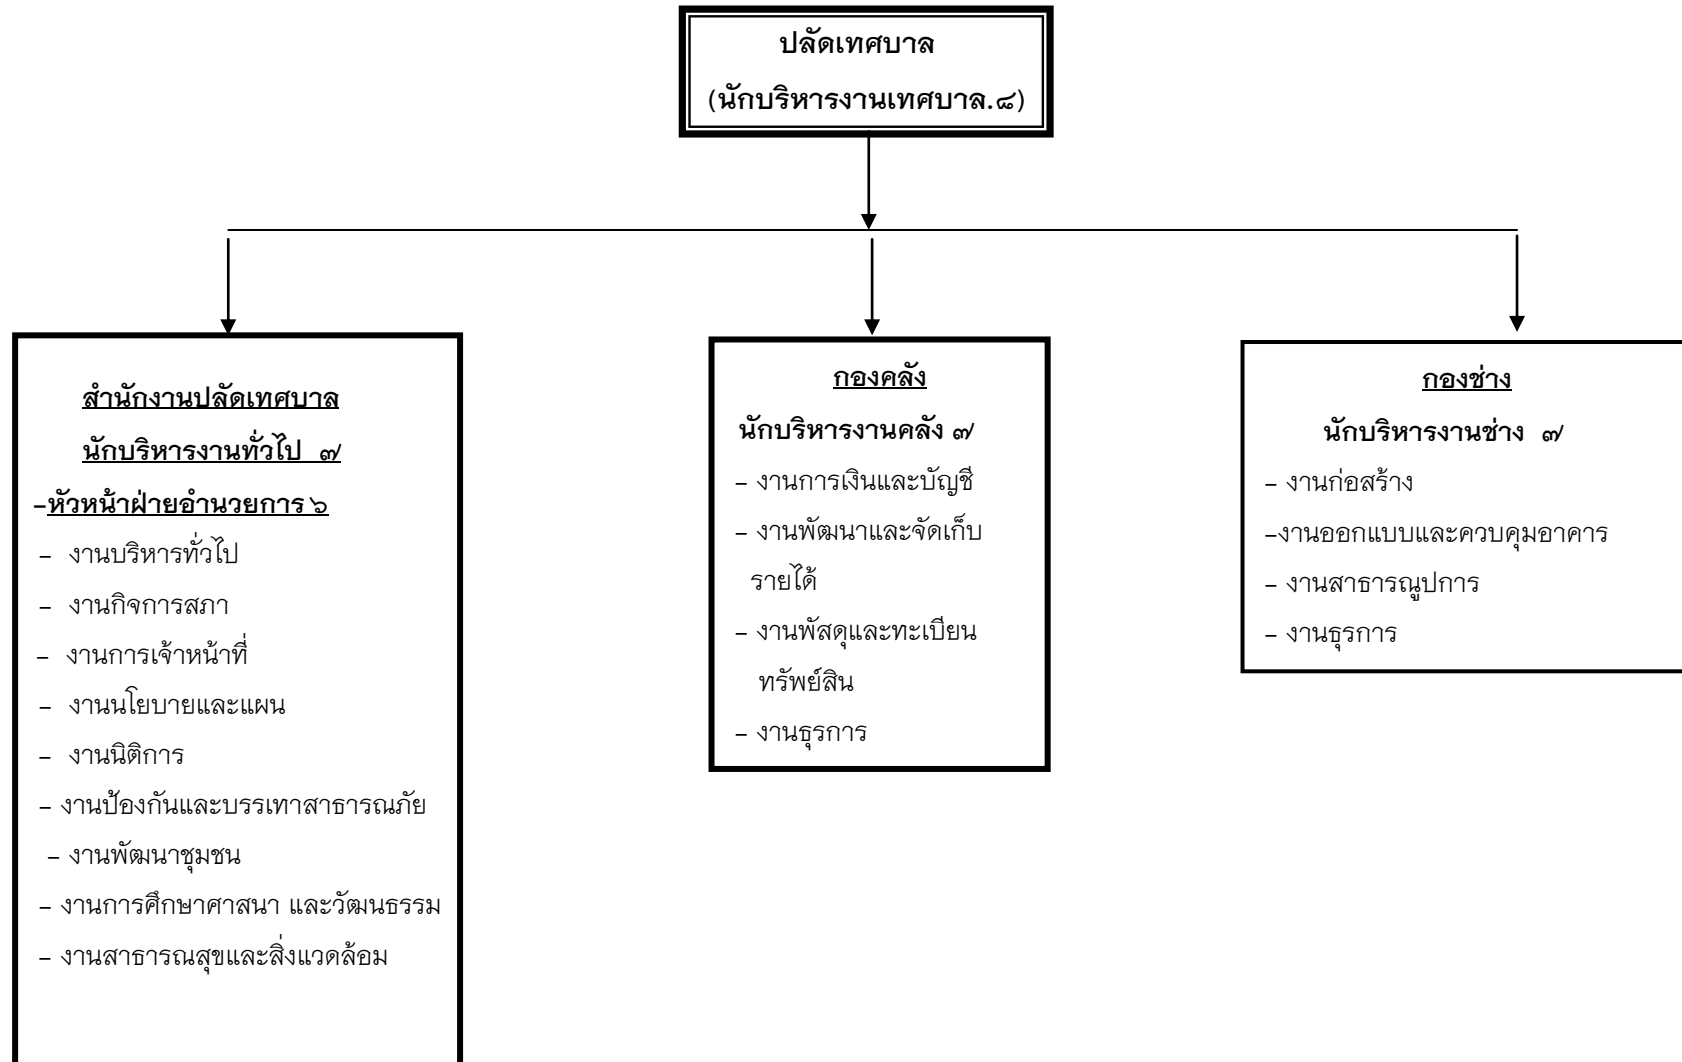 ปลัดเทศบาล
(นักบริหารงานเทศบาล.๘)
สำนักงานปลัดเทศบาล
นักบริหารงานทั่วไป ๗
-หัวหน้าฝ่ายอำนวยการ ๖
- งานบริหารทั่วไป
- งานกิจการสภา
- งานการเจ้าหน้าที่
- งานนโยบายและแผน
- งานนิติการ
- งานป้องกันและบรรเทาสาธารณภัย
- งานพัฒนาชุมชน
- งานการศึกษาศาสนา และวัฒนธรรม
- งานสาธารณสุขและสิ่งแวดล้อม
กองคลัง
นักบริหารงานคลัง ๗
- งานการเงินและบัญชี
- งานพัฒนาและจัดเก็บ
รายได้
- งานพัสดุและทะเบียน
ทรัพย์สิน
- งานธุรการ
กองช่าง
นักบริหารงานช่าง ๗
- งานก่อสร้าง
-งานออกแบบและควบคุมอาคาร
- งานสาธารณูปการ
- งานธุรการ